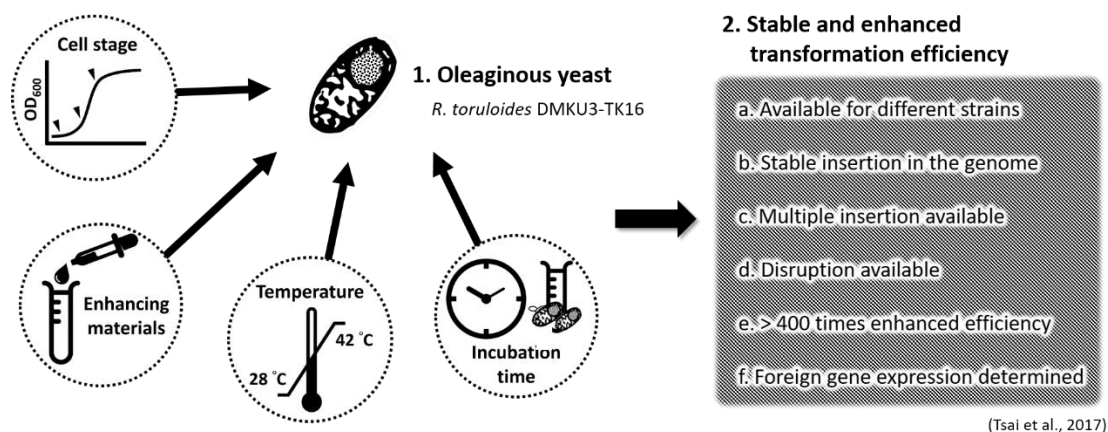 Cell stage
OD600
Enhancing
materials
Temperature
42 °C
28 °C
Incubation
time
1. Oleaginous yeast
R. toruloides DMKU3-TK16
2. Stable and enhanced
transformation efficiency
a. Available for different strains
b. Stable insertion in the genome
c. Multiple insertion available
d. Disruption available
e. > 400 times enhanced efficiency
f. Foreign gene expression determined
(Tsai et al., 2017)